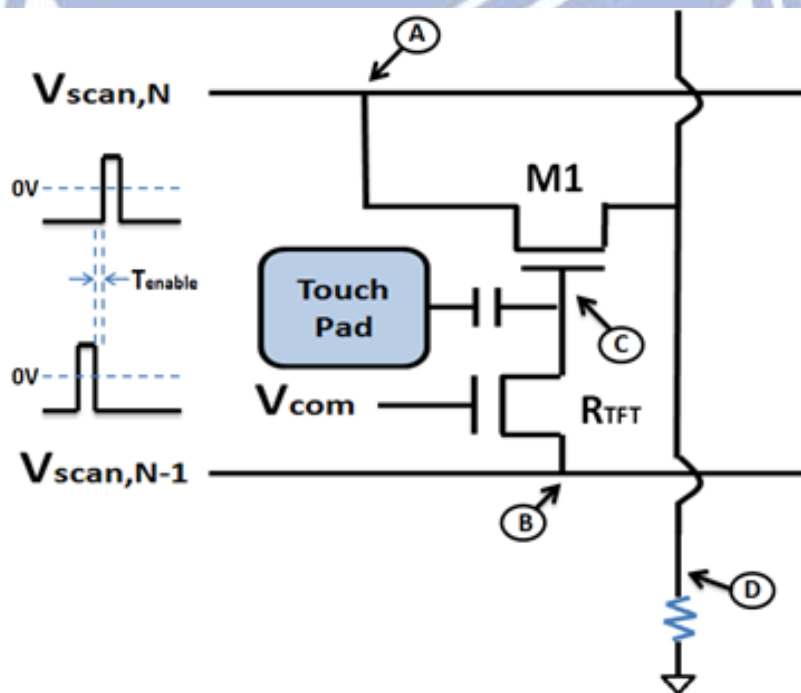 A
Vscan,N
0V
M1
Tenable
Touch
Pad
C
0V
Vcom
RTFT
Vscan,N-1
B
D